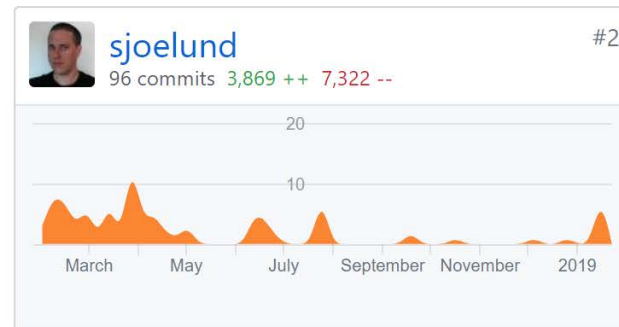 sjoelund #2
96 commits 3,869 ++ 7,322 --
20
10
March May July September November 2019